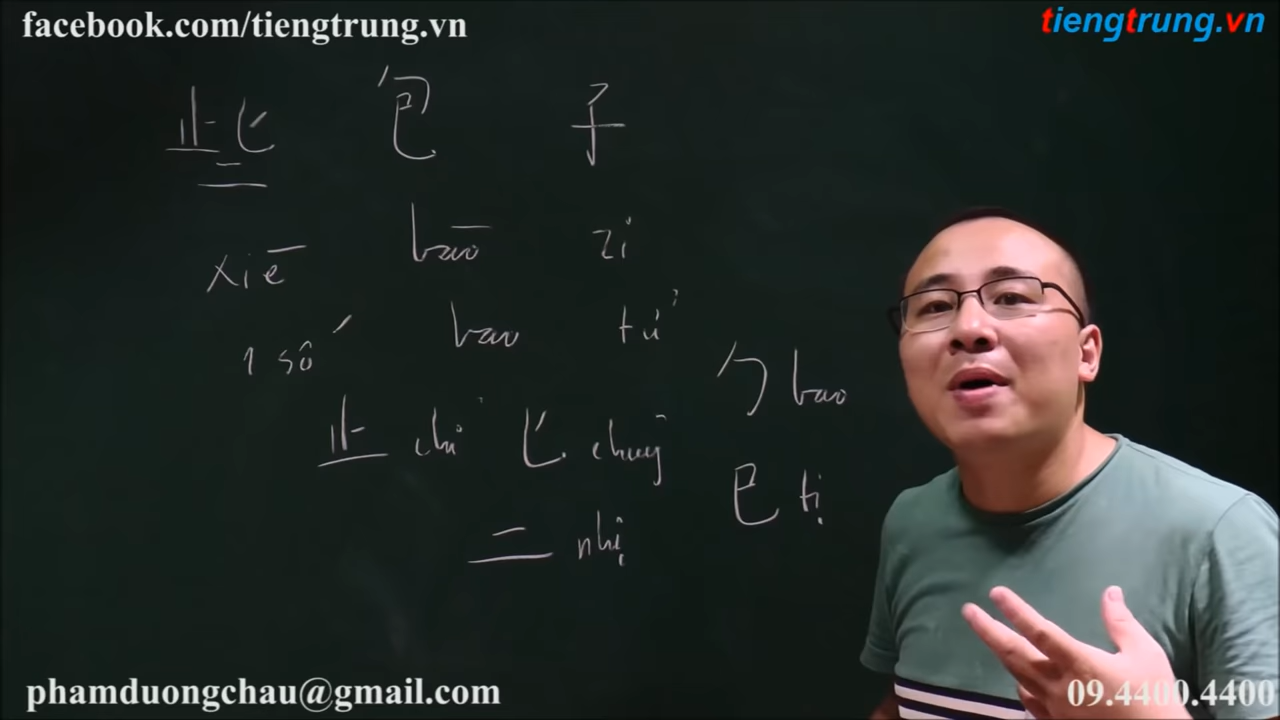 facebook.com/tiengtrung.vn
tiengtrung.vn
些 包 子
xiē bāo zi
1 số bao tử
止 chỉ 匕 chuỷ 勹 bao
二 nhị 巳 tị
phamduongchau@gmail.com
09.4400.4400